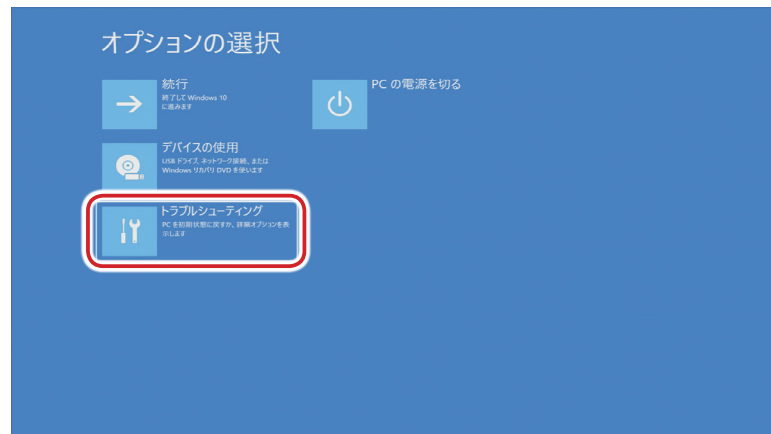 オプションの選択
続行
終了して Windows 10
に進みます
PC の電源を切る
デバイスの使用
USB ドライブ、ネットワーク接続、または
Windows リカバリ DVD を使います
トラブルシューティング
PC を初期状態に戻すか、詳細オプションを表
示します